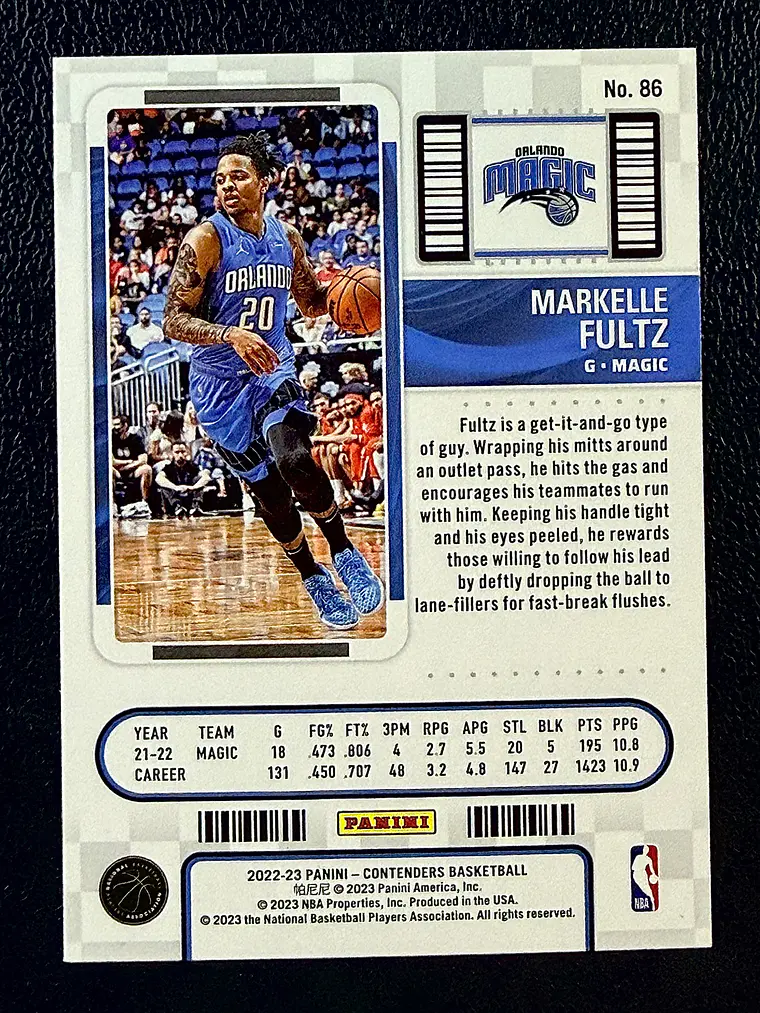 No. 86
ORLANDO
MAGIC
ORLANDO
20
MARKELLE
FULTZ
G • MAGIC
Fultz is a get-it-and-go type
of guy. Wrapping his mitts around
an outlet pass, he hits the gas and
encourages his teammates to run
with him. Keeping his handle tight
and his eyes peeled, he rewards
those willing to follow his lead
by deftly dropping the ball to
lane-fillers for fast-break flushes.
YEAR TEAM G FG% FT% 3PM RPG APG STL BLK PTS PPG
21-22 MAGIC 18 .473 .806 4 2.7 5.5 20 5 195 10.8
CAREER 131 .450 .707 48 3.2 4.8 147 27 1423 10.9
PANINI
2022-23 PANINI – CONTENDERS BASKETBALL
帕尼尼 © 2023 Panini America, Inc.
© 2023 NBA Properties, Inc. Produced in the USA.
© 2023 the National Basketball Players Association. All rights reserved.
NBA